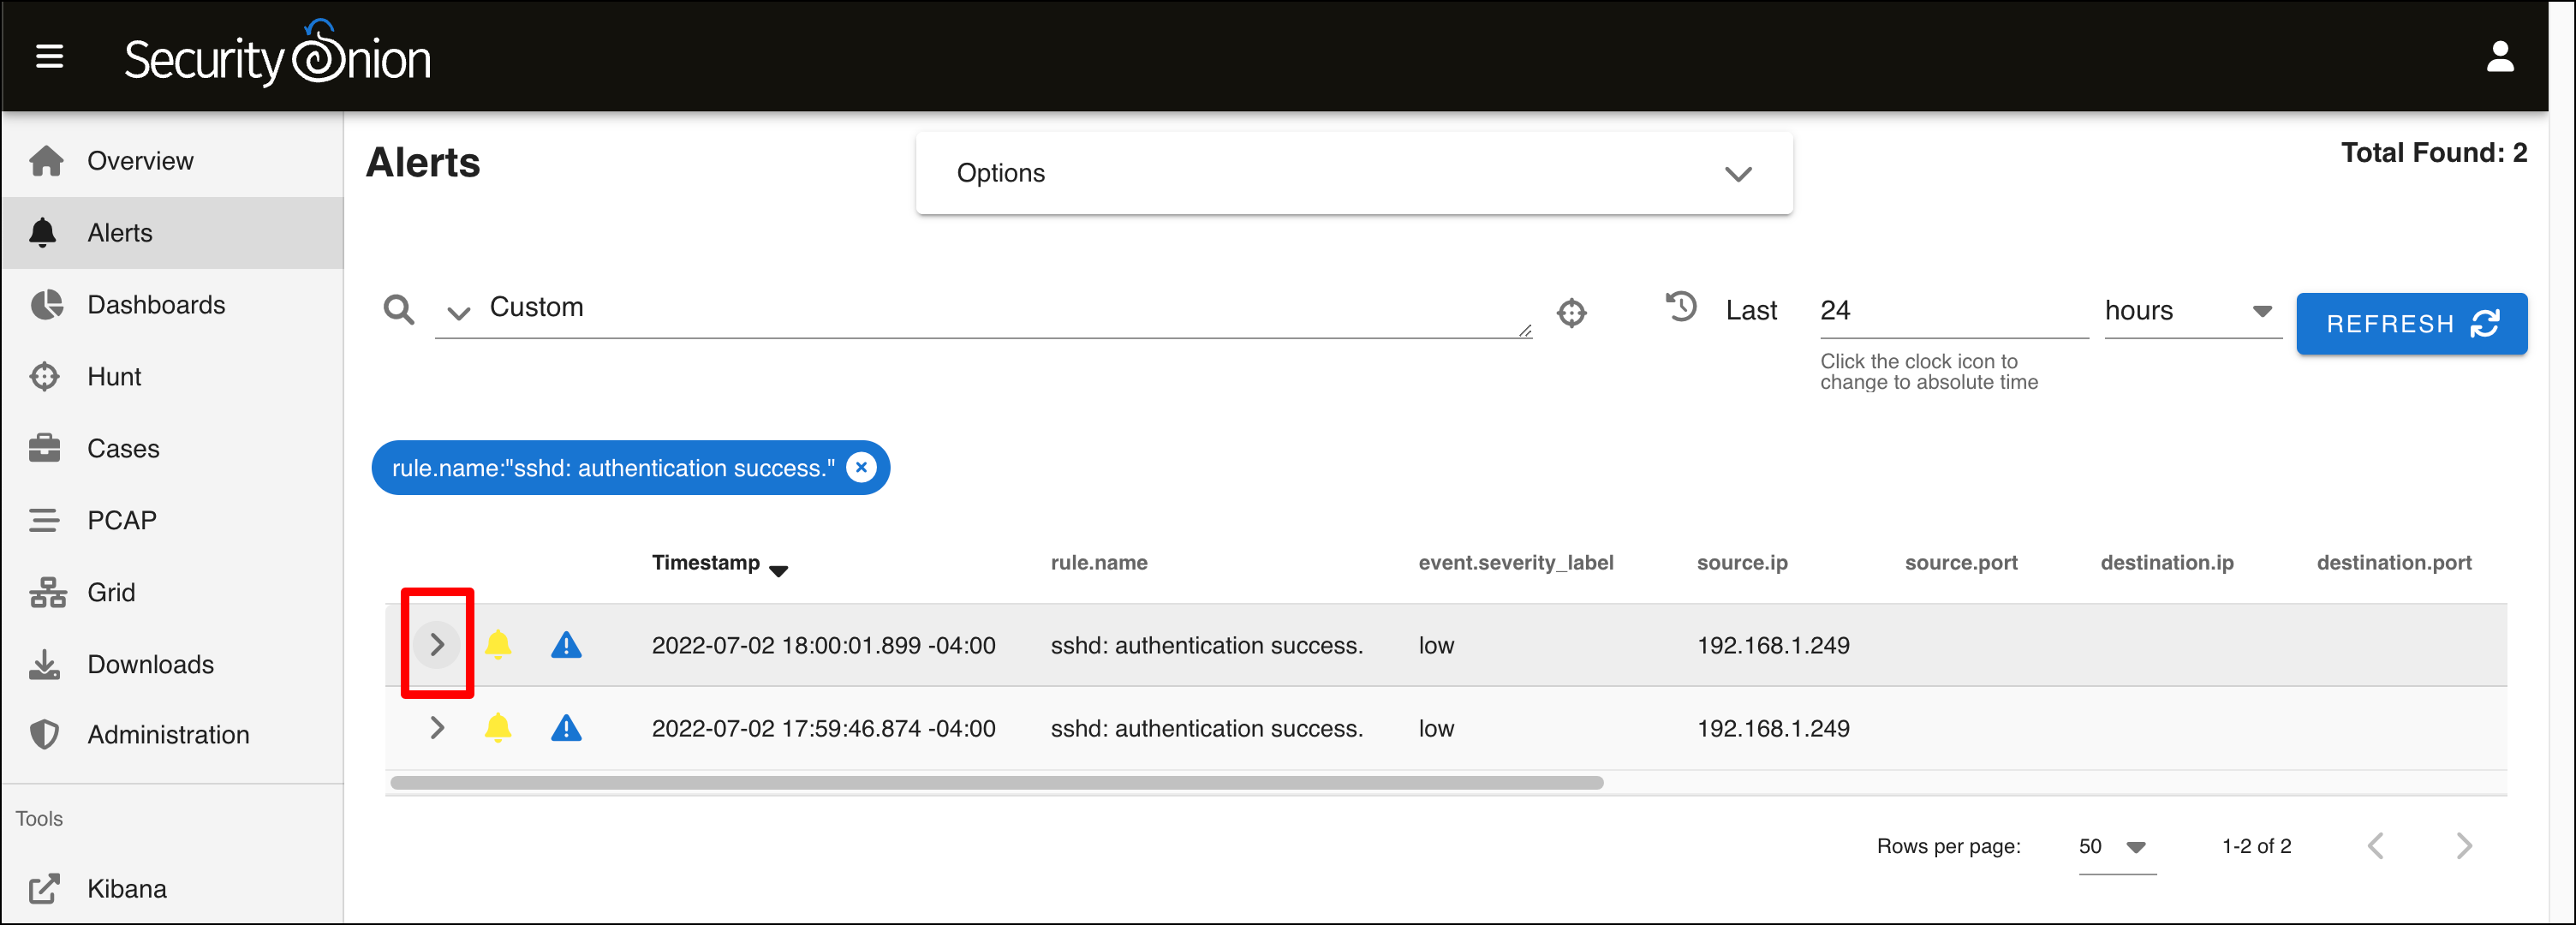 Security Onion
Overview
Alerts
Dashboards
Hunt
Cases
PCAP
Grid
Downloads
Administration
Tools
Kibana
Alerts
Options
Total Found: 2
Custom
Last 24 hours
REFRESH
Click the clock icon to
change to absolute time
rule.name:"sshd: authentication success."
Timestamp rule.name event.severity_label source.ip source.port destination.ip destination.port
2022-07-02 18:00:01.899 -04:00 sshd: authentication success. low 192.168.1.249
2022-07-02 17:59:46.874 -04:00 sshd: authentication success. low 192.168.1.249
Rows per page: 50 1-2 of 2